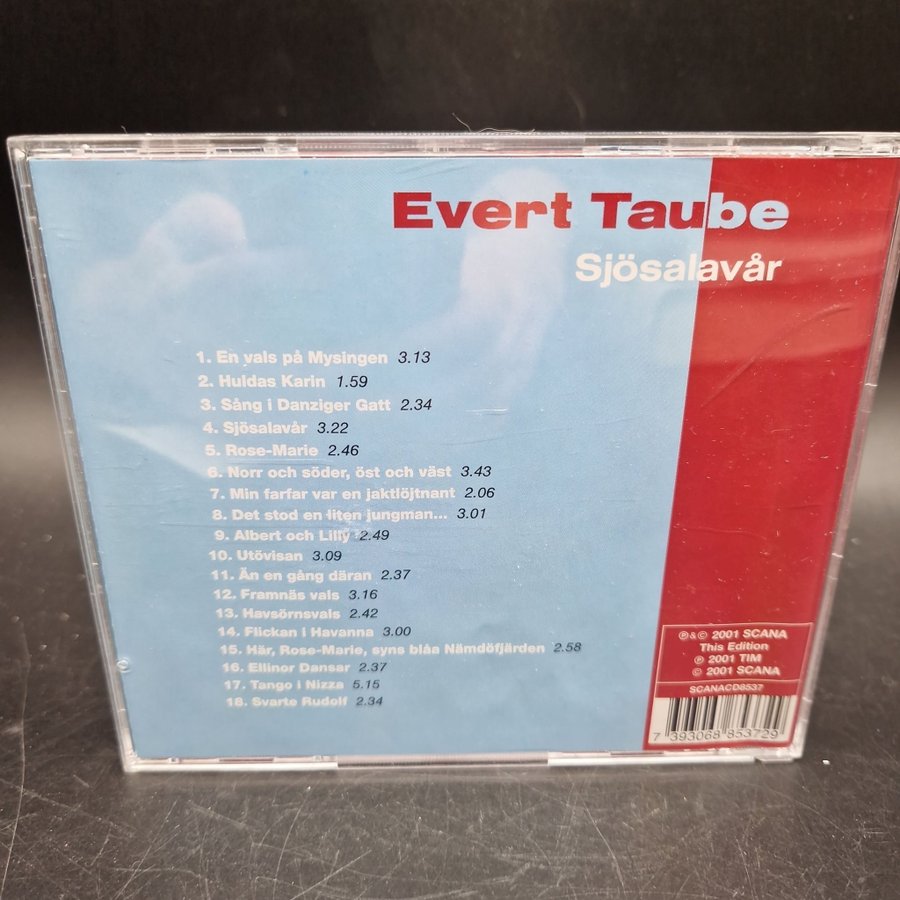 Evert Taube
Sjösalavår
1. En vals på Mysingen 3.13
2. Huldas Karin 1.59
3. Sång i Danziger Gatt 2.34
4. Sjösalavår 3.22
5. Rose-Marie 2.46
6. Norr och söder, öst och väst 3.43
7. Min farfar var en jaktlöjtnant 2.06
8. Det stod en liten jungman... 3.01
9. Albert och Lilly 2.49
10. Utövisan 3.09
11. Än en gång däran 2.37
12. Framnäs vals 3.16
13. Havsörnsvals 2.42
14. Flickan i Havanna 3.00
15. Här, Rose-Marie, syns blåa Nämdöfjärden 2.58
16. Ellinor Dansar 2.37
17. Tango i Nizza 5.15
18. Svarte Rudolf 2.34
℗ & © 2001 SCANA
This Edition
℗ 2001 TIM
© 2001 SCANA
SCANACD8537
7 393068 853729